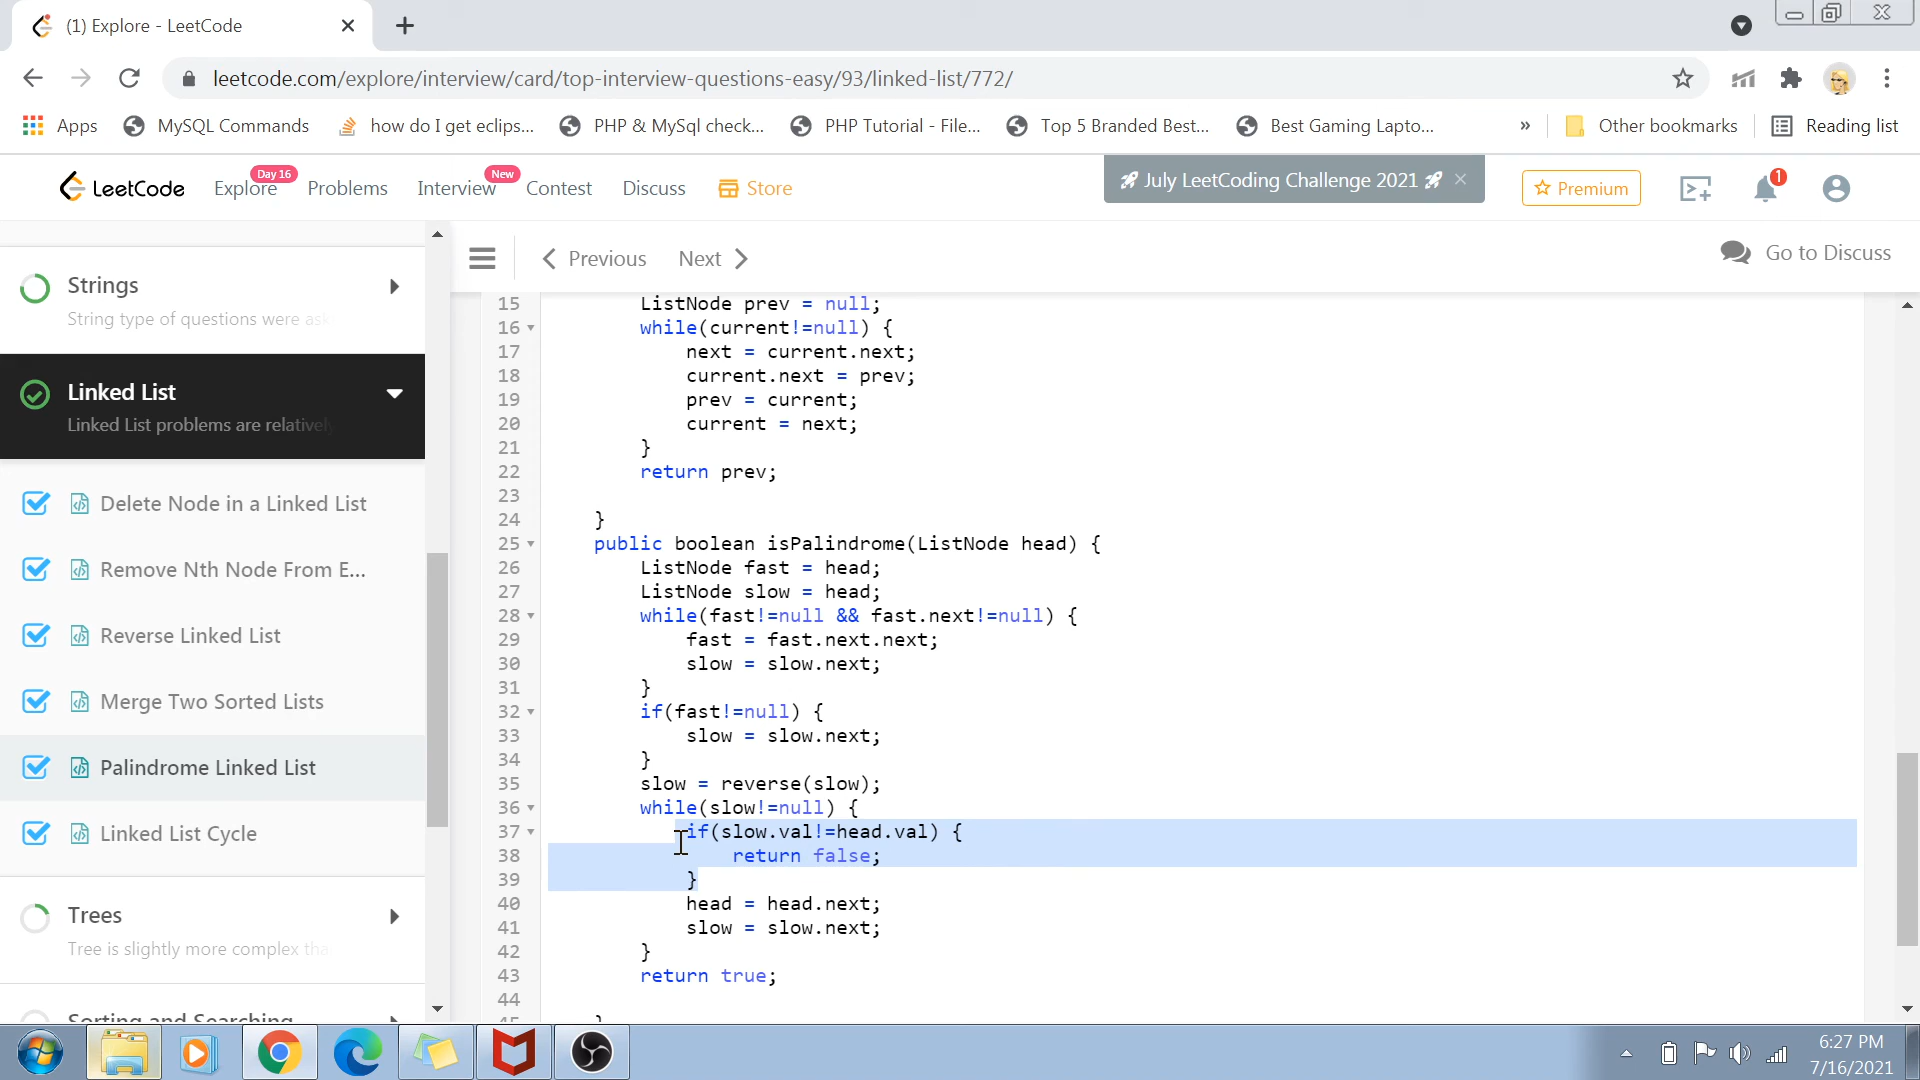 (1) Explore - LeetCode
leetcode.com/explore/interview/card/top-interview-questions-easy/93/linked-list/772/
Apps
MySQL Commands
how do I get eclips...
PHP & MySql check...
PHP Tutorial - File...
Top 5 Branded Best...
Best Gaming Lapto...
»
Other bookmarks
Reading list
LeetCode
Explore
Day 16
Problems
Interview
New
Contest
Discuss
Store
July LeetCoding Challenge 2021
Premium
1
Strings
String type of questions were ask
Linked List
Linked List problems are relatively
Delete Node in a Linked List
Remove Nth Node From E...
Reverse Linked List
Merge Two Sorted Lists
Palindrome Linked List
Linked List Cycle
Trees
Tree is slightly more complex tha
Sorting and Searching
Previous
Next
Go to Discuss
15 ListNode prev = null;
16 while(current!=null) {
17 next = current.next;
18 current.next = prev;
19 prev = current;
20 current = next;
21 }
22 return prev;
23
24 }
25 public boolean isPalindrome(ListNode head) {
26 ListNode fast = head;
27 ListNode slow = head;
28 while(fast!=null && fast.next!=null) {
29 fast = fast.next.next;
30 slow = slow.next;
31 }
32 if(fast!=null) {
33 slow = slow.next;
34 }
35 slow = reverse(slow);
36 while(slow!=null) {
37 if(slow.val!=head.val) {
38 return false;
39 }
40 head = head.next;
41 slow = slow.next;
42 }
43 return true;
44
45 }
6:27 PM
7/16/2021